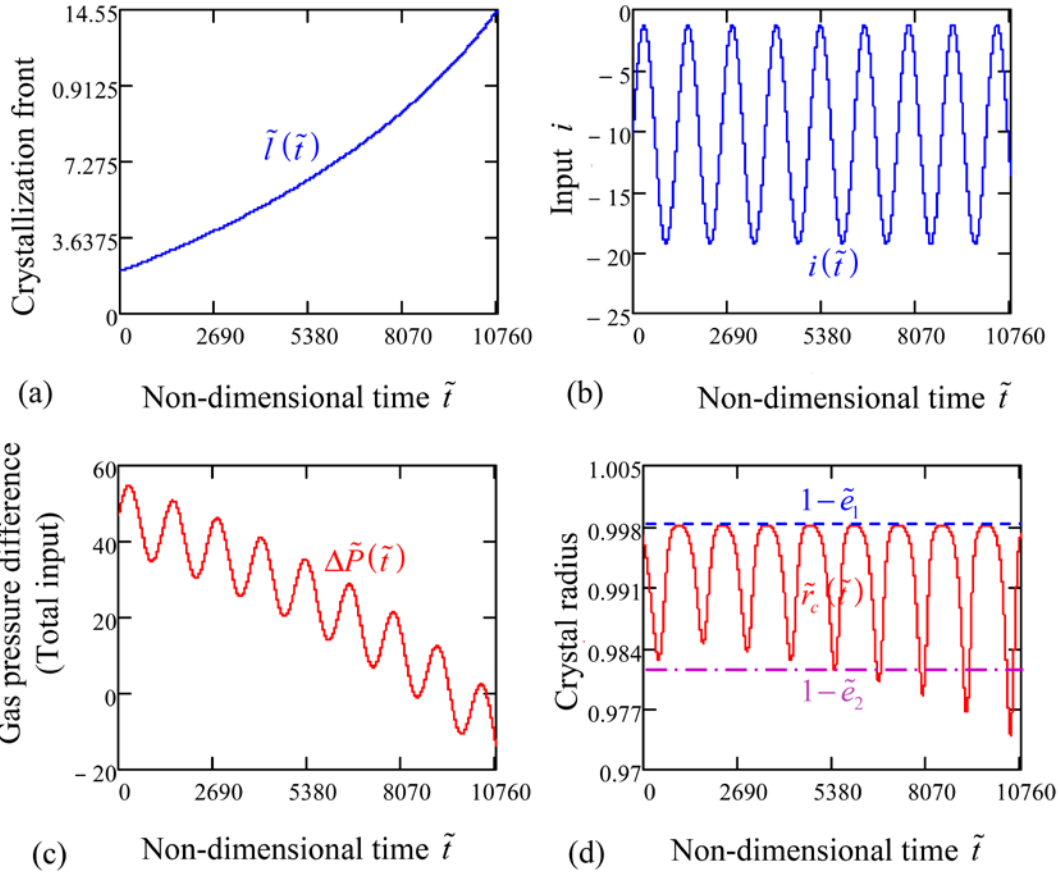 14.55
0.9125
7.275
3.6375
0
Crystallization front
l̃(t̃)
0 2690 5380 8070 10760
(a) Non-dimensional time t̃
0
−5
−10
−15
−20
−25
Input i
i(t̃)
0 2690 5380 8070 10760
(b) Non-dimensional time t̃
60
40
20
0
−20
Gas pressure difference
(Total input)
ΔP̃(t̃)
0 2690 5380 8070 10760
(c) Non-dimensional time t̃
1.005
0.998
0.991
0.984
0.977
0.97
Crystal radius
1−ẽ₁
r̃c(t̃)
1−ẽ₂
0 2690 5380 8070 10760
(d) Non-dimensional time t̃